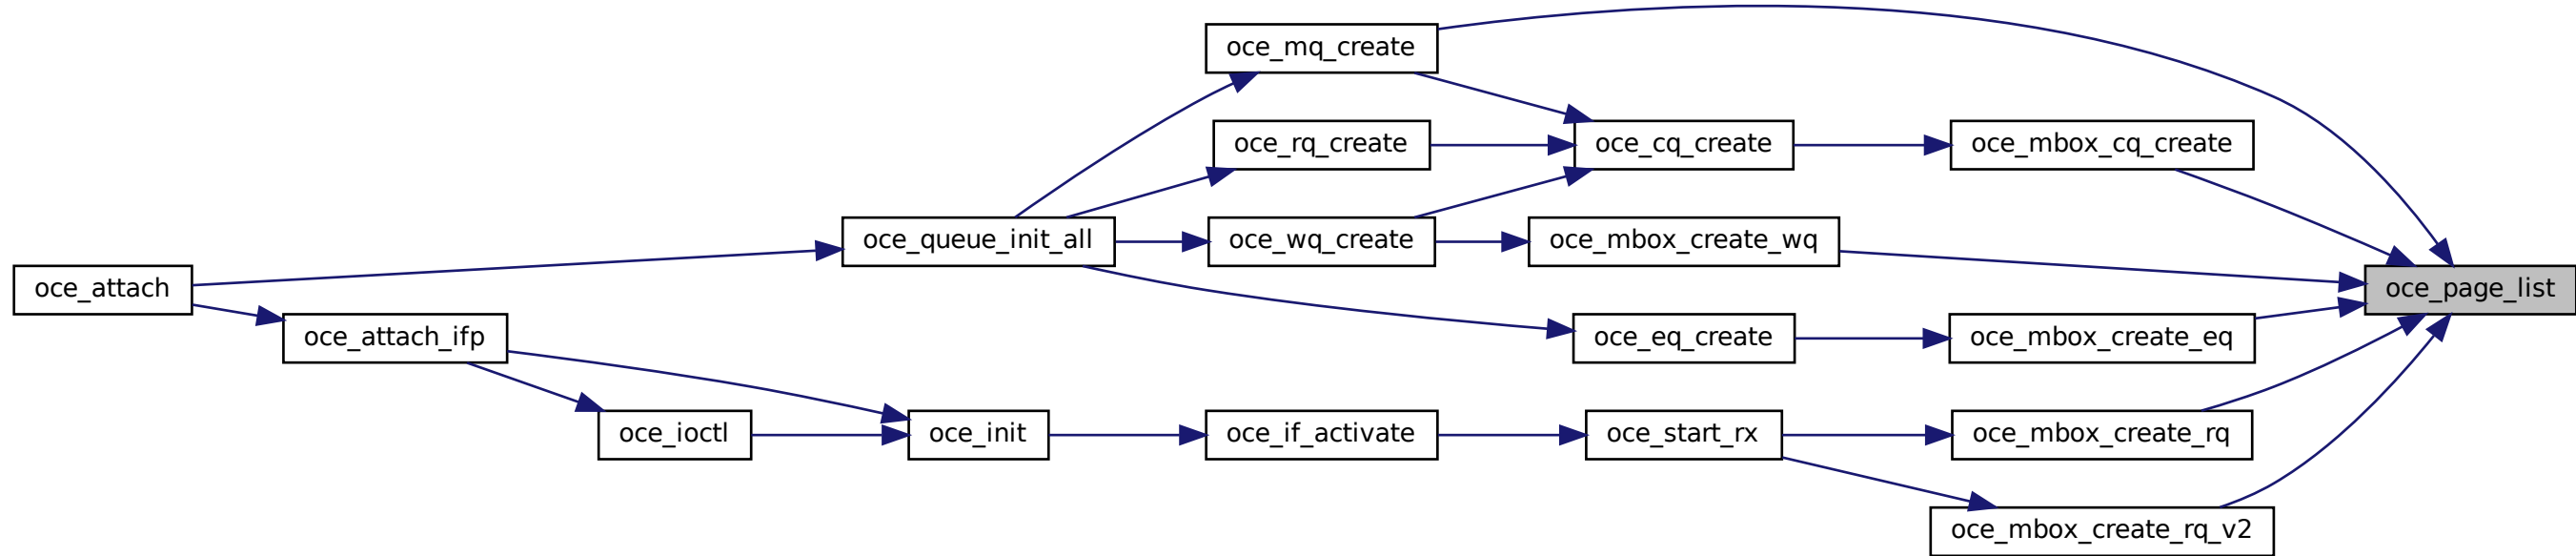 oce_mq_create
oce_rq_create
oce_cq_create
oce_mbox_cq_create
oce_queue_init_all
oce_wq_create
oce_mbox_create_wq
oce_attach
oce_page_list
oce_attach_ifp
oce_eq_create
oce_mbox_create_eq
oce_ioctl
oce_init
oce_if_activate
oce_start_rx
oce_mbox_create_rq
oce_mbox_create_rq_v2